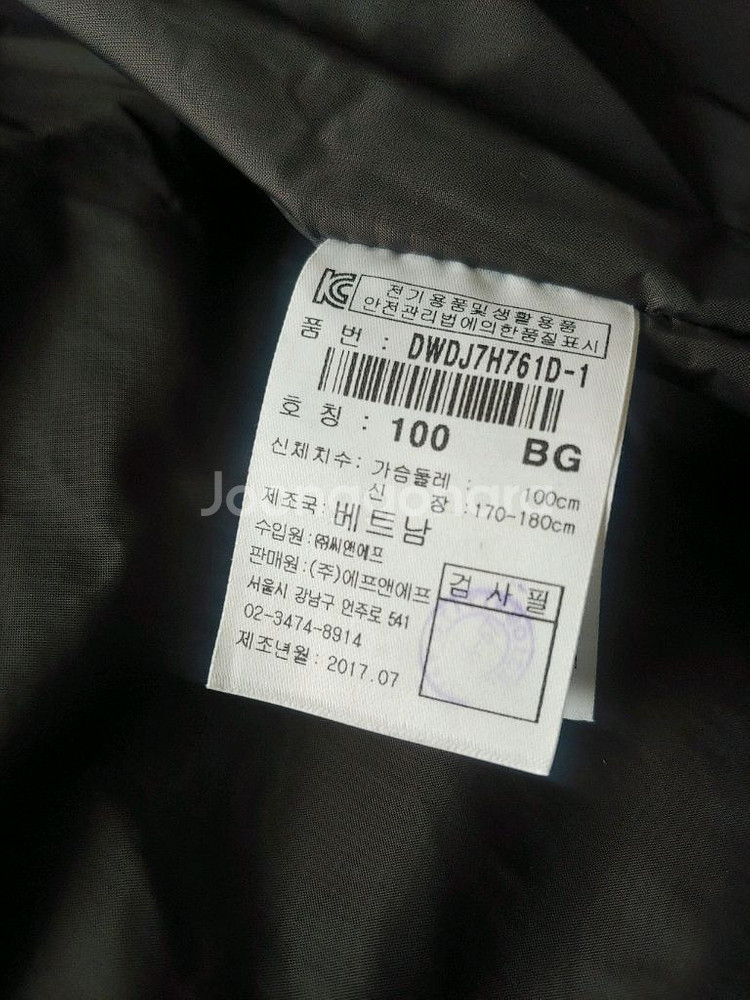 KC 전기용품및생활용품
안전관리법에의한품질표시
품 번 : DWDJ7H761D-1
호 칭 : 100 BG
신체치수: 가슴둘레 : 100cm
신 장 :170-180cm
제조국: 베트남
수입원:㈜씨앤에프
판매원:(주)에프앤에프
서울시 강남구 언주로 541
02-3474-8914
제조년월: 2017.07
검 사 필
Joongonara